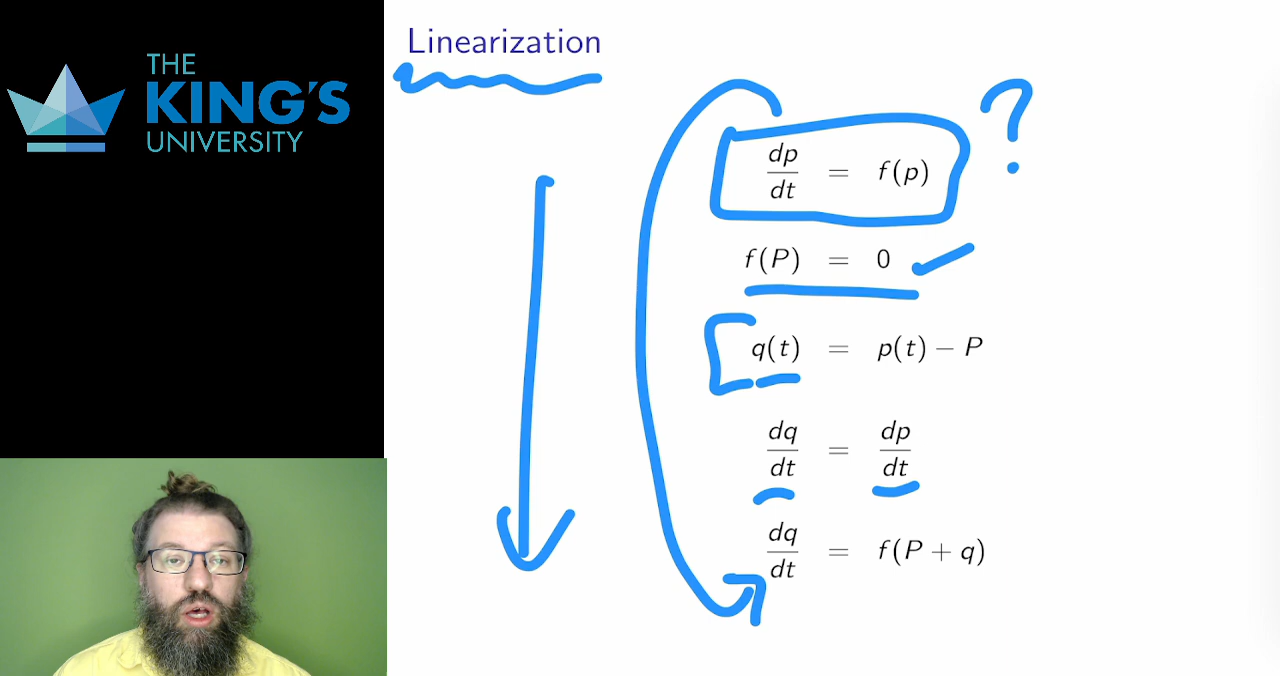 THE
KING'S
UNIVERSITY
Linearization
?
dp/dt = f(p)
f(P) = 0
q(t) = p(t) − P
dq/dt = dp/dt
dq/dt = f(P + q)